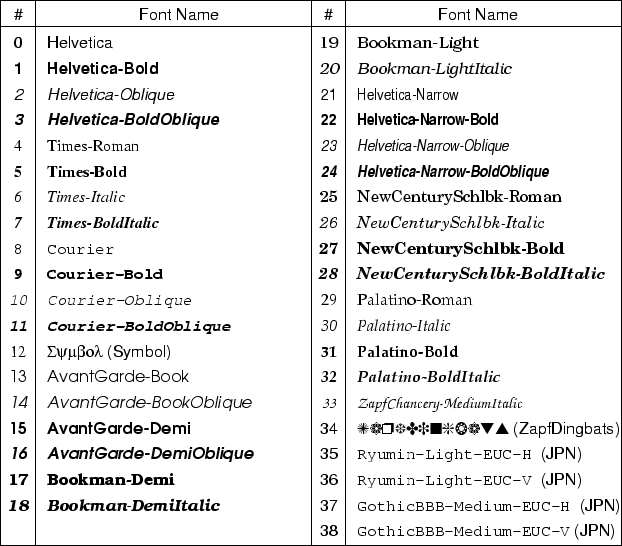 # Font Name # Font Name
0 Helvetica 19 Bookman-Light
1 Helvetica-Bold 20 Bookman-LightItalic
2 Helvetica-Oblique 21 Helvetica-Narrow
3 Helvetica-BoldOblique 22 Helvetica-Narrow-Bold
4 Times-Roman 23 Helvetica-Narrow-Oblique
5 Times-Bold 24 Helvetica-Narrow-BoldOblique
6 Times-Italic 25 NewCenturySchlbk-Roman
7 Times-BoldItalic 26 NewCenturySchlbk-Italic
8 Courier 27 NewCenturySchlbk-Bold
9 Courier-Bold 28 NewCenturySchlbk-BoldItalic
10 Courier-Oblique 29 Palatino-Roman
11 Courier-BoldOblique 30 Palatino-Italic
12 Σψμβολ (Symbol) 31 Palatino-Bold
13 AvantGarde-Book 32 Palatino-BoldItalic
14 AvantGarde-BookOblique 33 ZapfChancery-MediumItalic
15 AvantGarde-Demi 34 ✺❁❐❆✤❉■❇❂❁▼▲ (ZapfDingbats)
16 AvantGarde-DemiOblique 35 Ryumin-Light-EUC-H (JPN)
17 Bookman-Demi 36 Ryumin-Light-EUC-V (JPN)
18 Bookman-DemiItalic 37 GothicBBB-Medium-EUC-H (JPN)
38 GothicBBB-Medium-EUC-V (JPN)